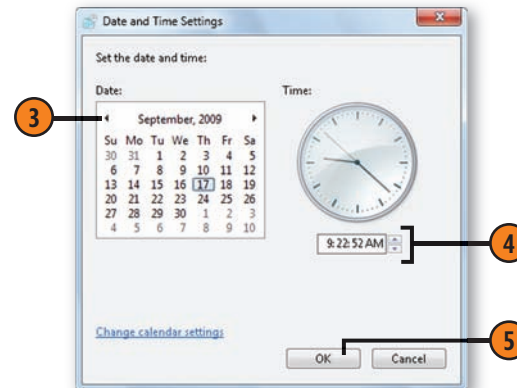 Date and Time Settings
Set the date and time:
Date:
Time:
3
September, 2009
Su Mo Tu We Th Fr Sa
30 31 1 2 3 4 5
6 7 8 9 10 11 12
13 14 15 16 17 18 19
20 21 22 23 24 25 26
27 28 29 30 1 2 3
4 5 6 7 8 9 10
9:22:52 AM
4
Change calendar settings
5
OK
Cancel